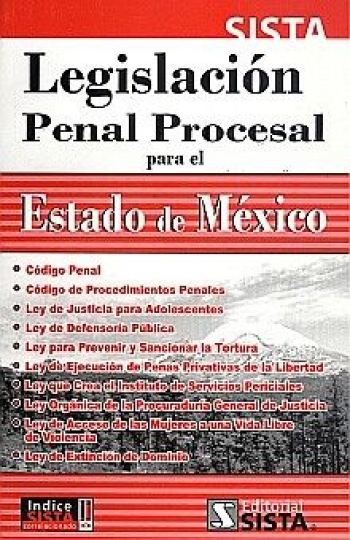 SISTA
Legislación
Penal Procesal
para el
Estado de México
Código Penal
Código de Procedimientos Penales
Ley de Justicia para Adolescentes
Ley de Defensoría Pública
Ley para Prevenir y Sancionar la Tortura
Ley de Ejecución de Penas Privativas de la Libertad
Ley que Crea el Instituto de Servicios Periciales
Ley Orgánica de la Procuraduría General de Justicia
Ley de Acceso de las Mujeres a una Vida Libre
de Violencia
Ley de Extinción de Dominio
Indice
SISTA
correlacionado
Editorial
SISTA